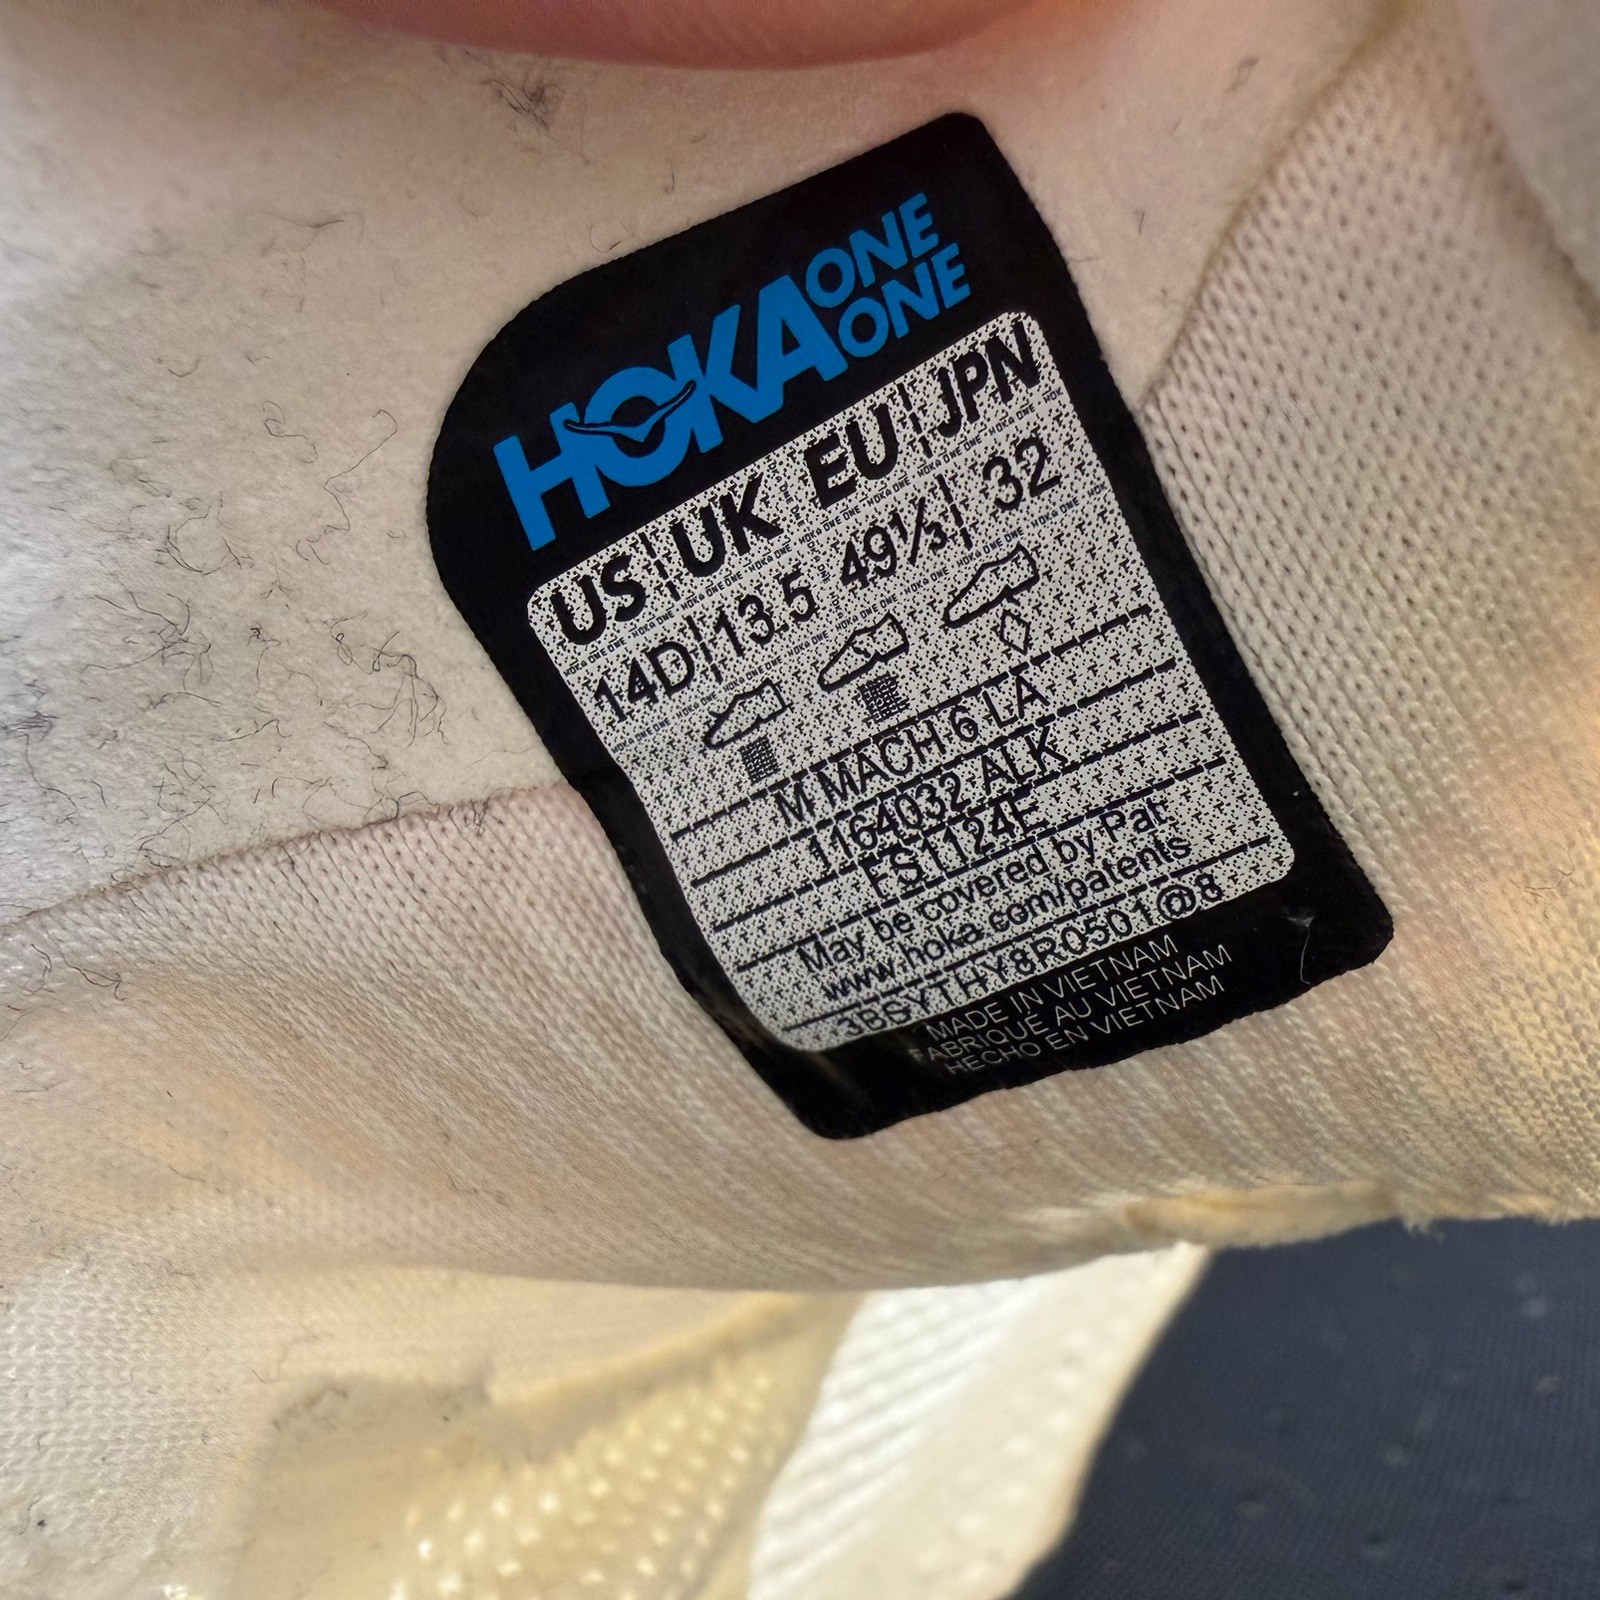 HOKA ONE ONE
US UK EU JPN
14D 13.5 49⅓ 32
M MACH 6 LA
1164032 ALK
FS1124E
May be covered by Pat.
www.hoka.com/patents
3BSYTHY8R0501@8
MADE IN VIETNAM
FABRIQUÉ AU VIETNAM
HECHO EN VIETNAM